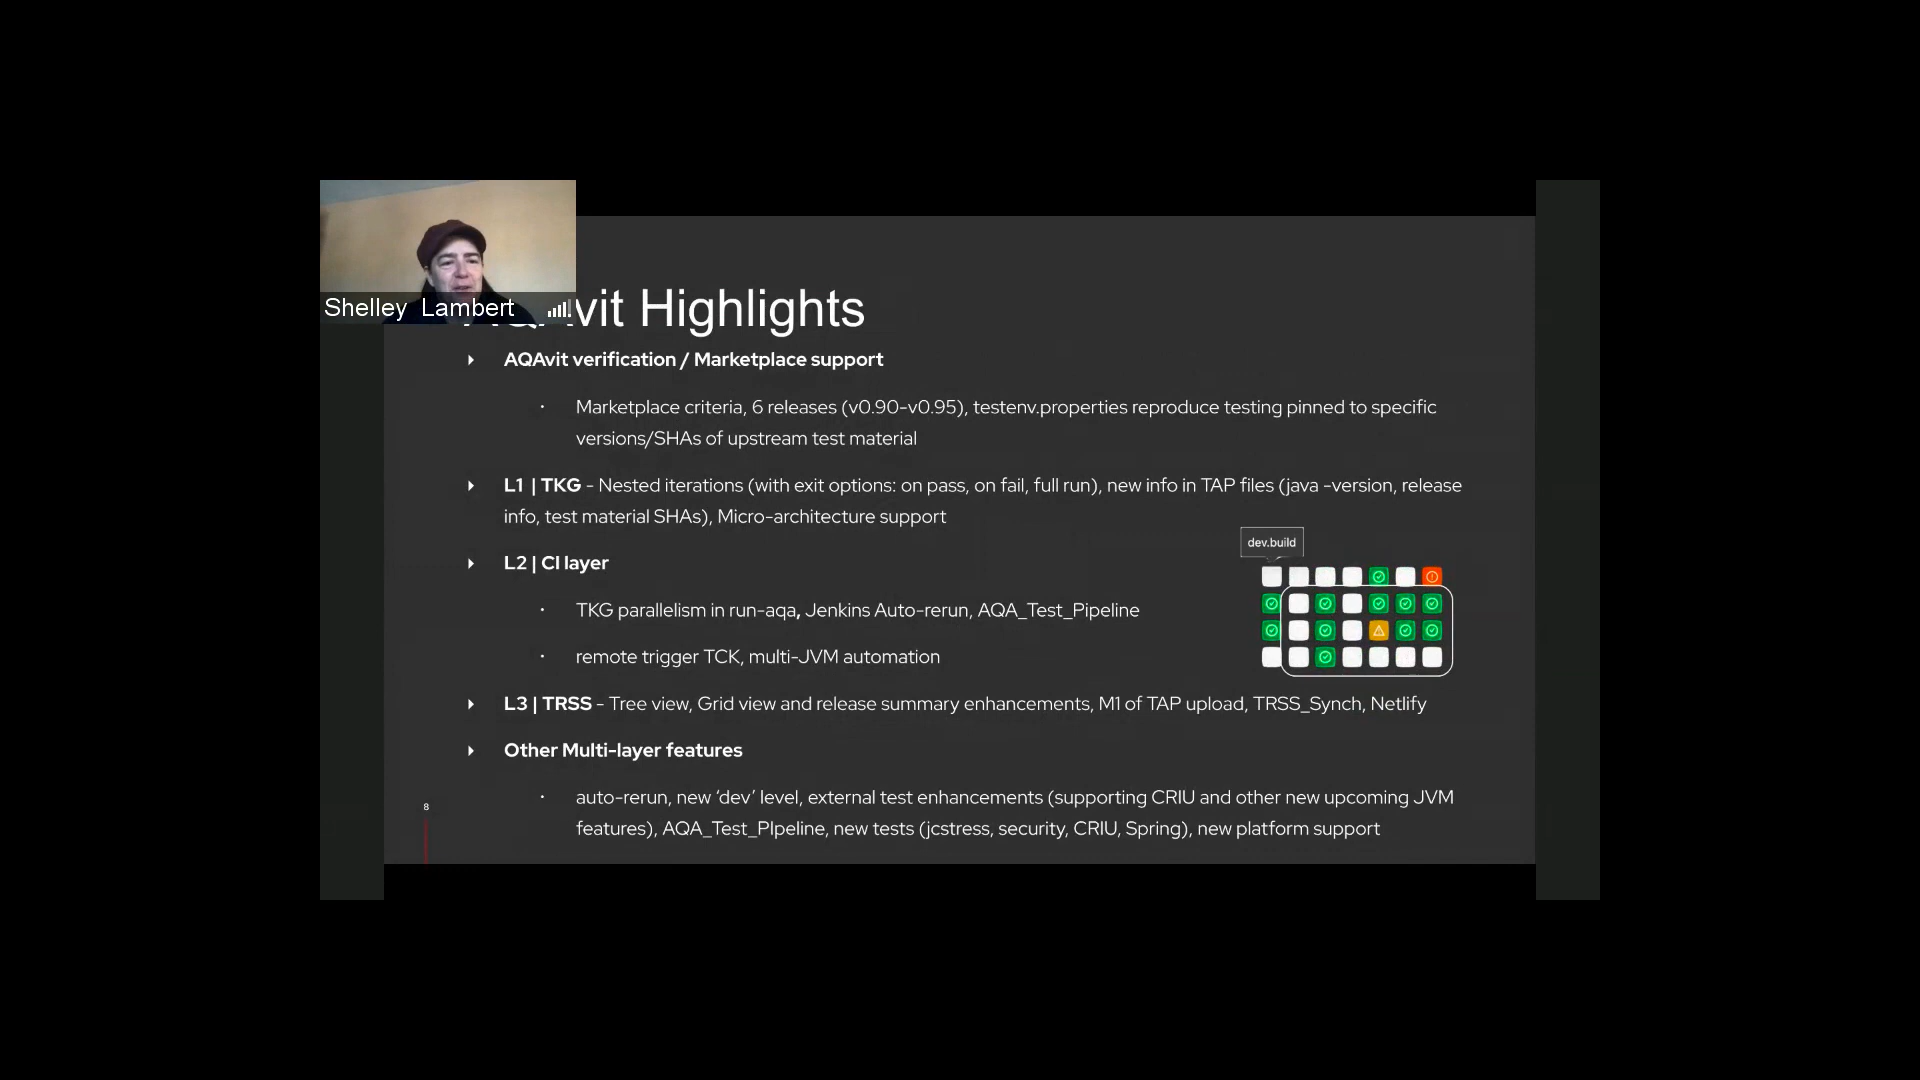 Shelley Lambert
AQAvit Highlights
AQAvit verification / Marketplace support
Marketplace criteria, 6 releases (v0.90-v0.95), testenv.properties reproduce testing pinned to specific
versions/SHAs of upstream test material
L1 | TKG - Nested iterations (with exit options: on pass, on fail, full run), new info in TAP files (java -version, release
info, test material SHAs), Micro-architecture support
dev.build
L2 | CI layer
TKG parallelism in run-aqa, Jenkins Auto-rerun, AQA_Test_Pipeline
remote trigger TCK, multi-JVM automation
L3 | TRSS - Tree view, Grid view and release summary enhancements, M1 of TAP upload, TRSS_Synch, Netlify
Other Multi-layer features
auto-rerun, new ‘dev’ level, external test enhancements (supporting CRIU and other new upcoming JVM
features), AQA_Test_PIpeline, new tests (jcstress, security, CRIU, Spring), new platform support
8